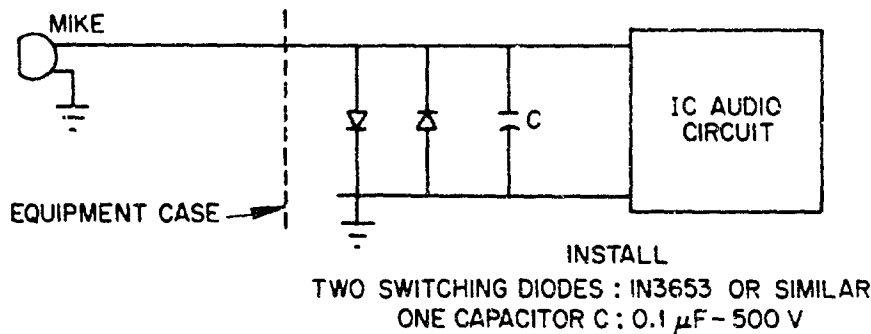 MIKE
C
IC AUDIO
CIRCUIT
EQUIPMENT CASE
INSTALL
TWO SWITCHING DIODES : IN3653 OR SIMILAR
ONE CAPACITOR C : 0.1 μF - 500 V